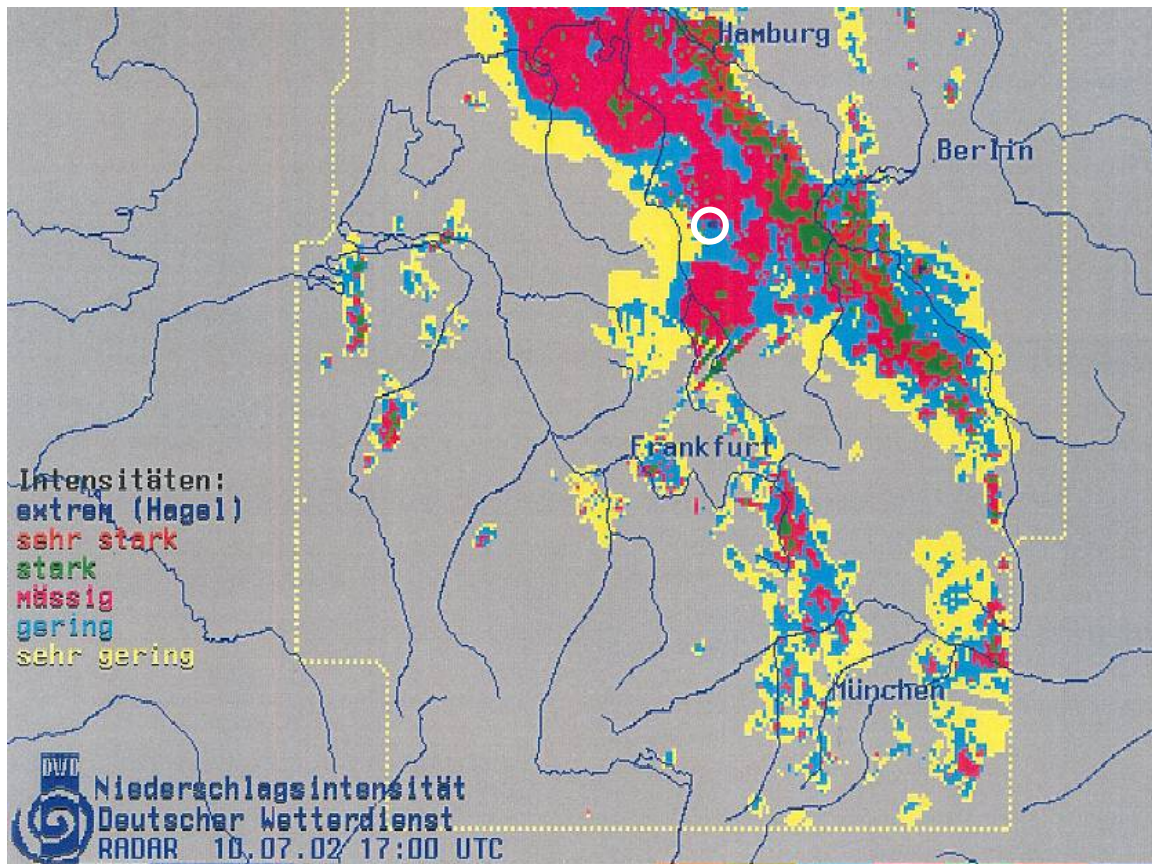 Hamburg
Berlin
Frankfurt
Intensitäten:
extrem (Hagel)
sehr stark
stark
mässig
gering
sehr gering
München
DWD
Niederschlagsintensität
Deutscher Wetterdienst
RADAR 10.07.02 17:00 UTC